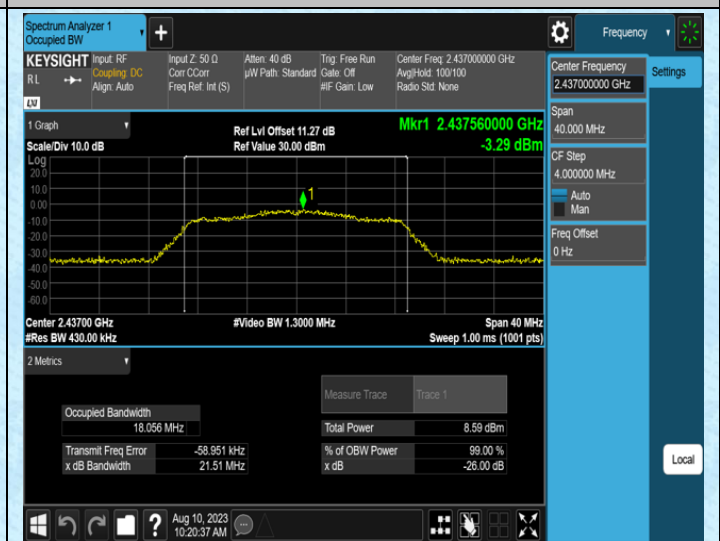 Spectrum Analyzer 1
Occupied BW
+
Frequency
KEYSIGHT
R L
LXI
Input: RF
Coupling: DC
Align: Auto
Input Z: 50 Ω
Corr CCorr
Freq Ref: Int (S)
Atten: 40 dB
µW Path: Standard
Trig: Free Run
Gate: Off
#IF Gain: Low
Center Freq: 2.437000000 GHz
Avg|Hold: 100/100
Radio Std: None
Center Frequency
2.437000000 GHz
Settings
Span
40.000 MHz
CF Step
4.000000 MHz
Auto
Man
Freq Offset
0 Hz
1 Graph
Scale/Div 10.0 dB
Ref Lvl Offset 11.27 dB
Ref Value 30.00 dBm
Mkr1 2.437560000 GHz
-3.29 dBm
Log
20.0
10.0
0.00
-10.0
-20.0
-30.0
-40.0
-50.0
-60.0
1
Center 2.43700 GHz
#Res BW 430.00 kHz
#Video BW 1.3000 MHz
Span 40 MHz
Sweep 1.00 ms (1001 pts)
2 Metrics
Measure Trace Trace 1
Occupied Bandwidth
18.056 MHz
Total Power 8.59 dBm
Transmit Freq Error -58.951 kHz
% of OBW Power 99.00 %
x dB Bandwidth 21.51 MHz
x dB -26.00 dB
Local
?
Aug 10, 2023
10:20:37 AM